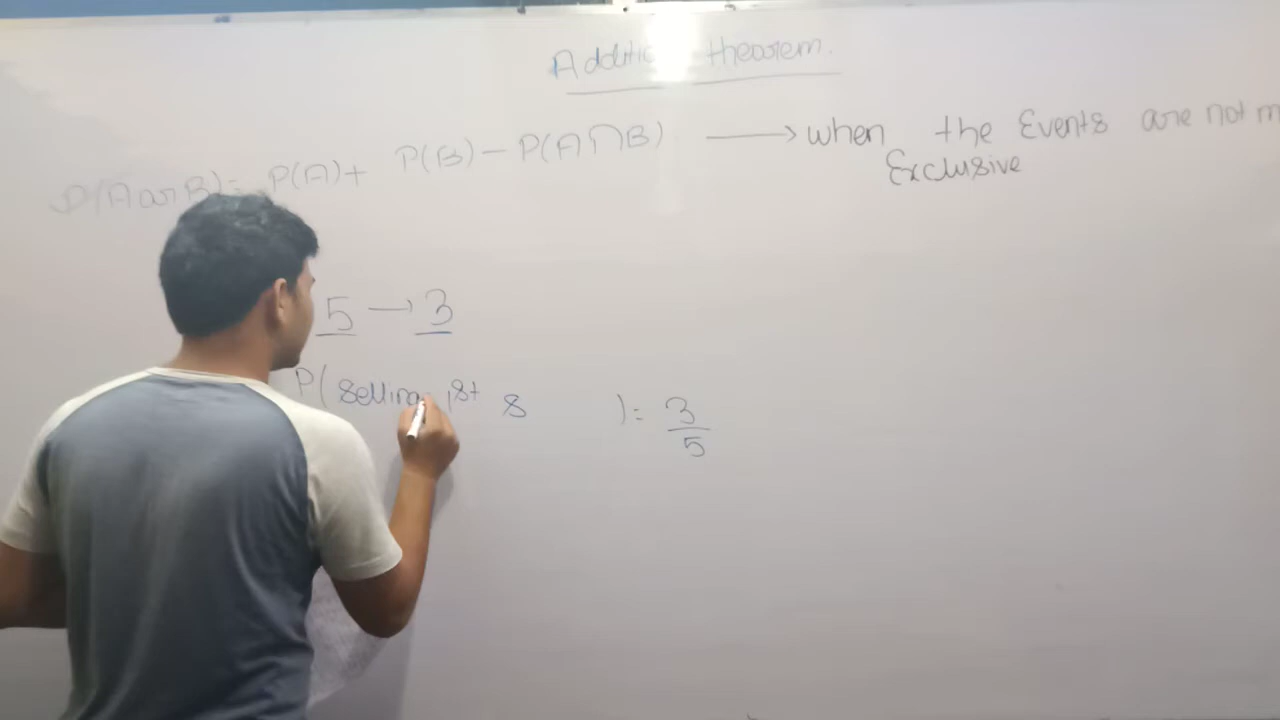 Addition theorem.
P(A or B) = P(A) + P(B) - P(A∩B) → when the Events are not m
Exclusive
5 → 3
P(selling 1st s ) = 3/5